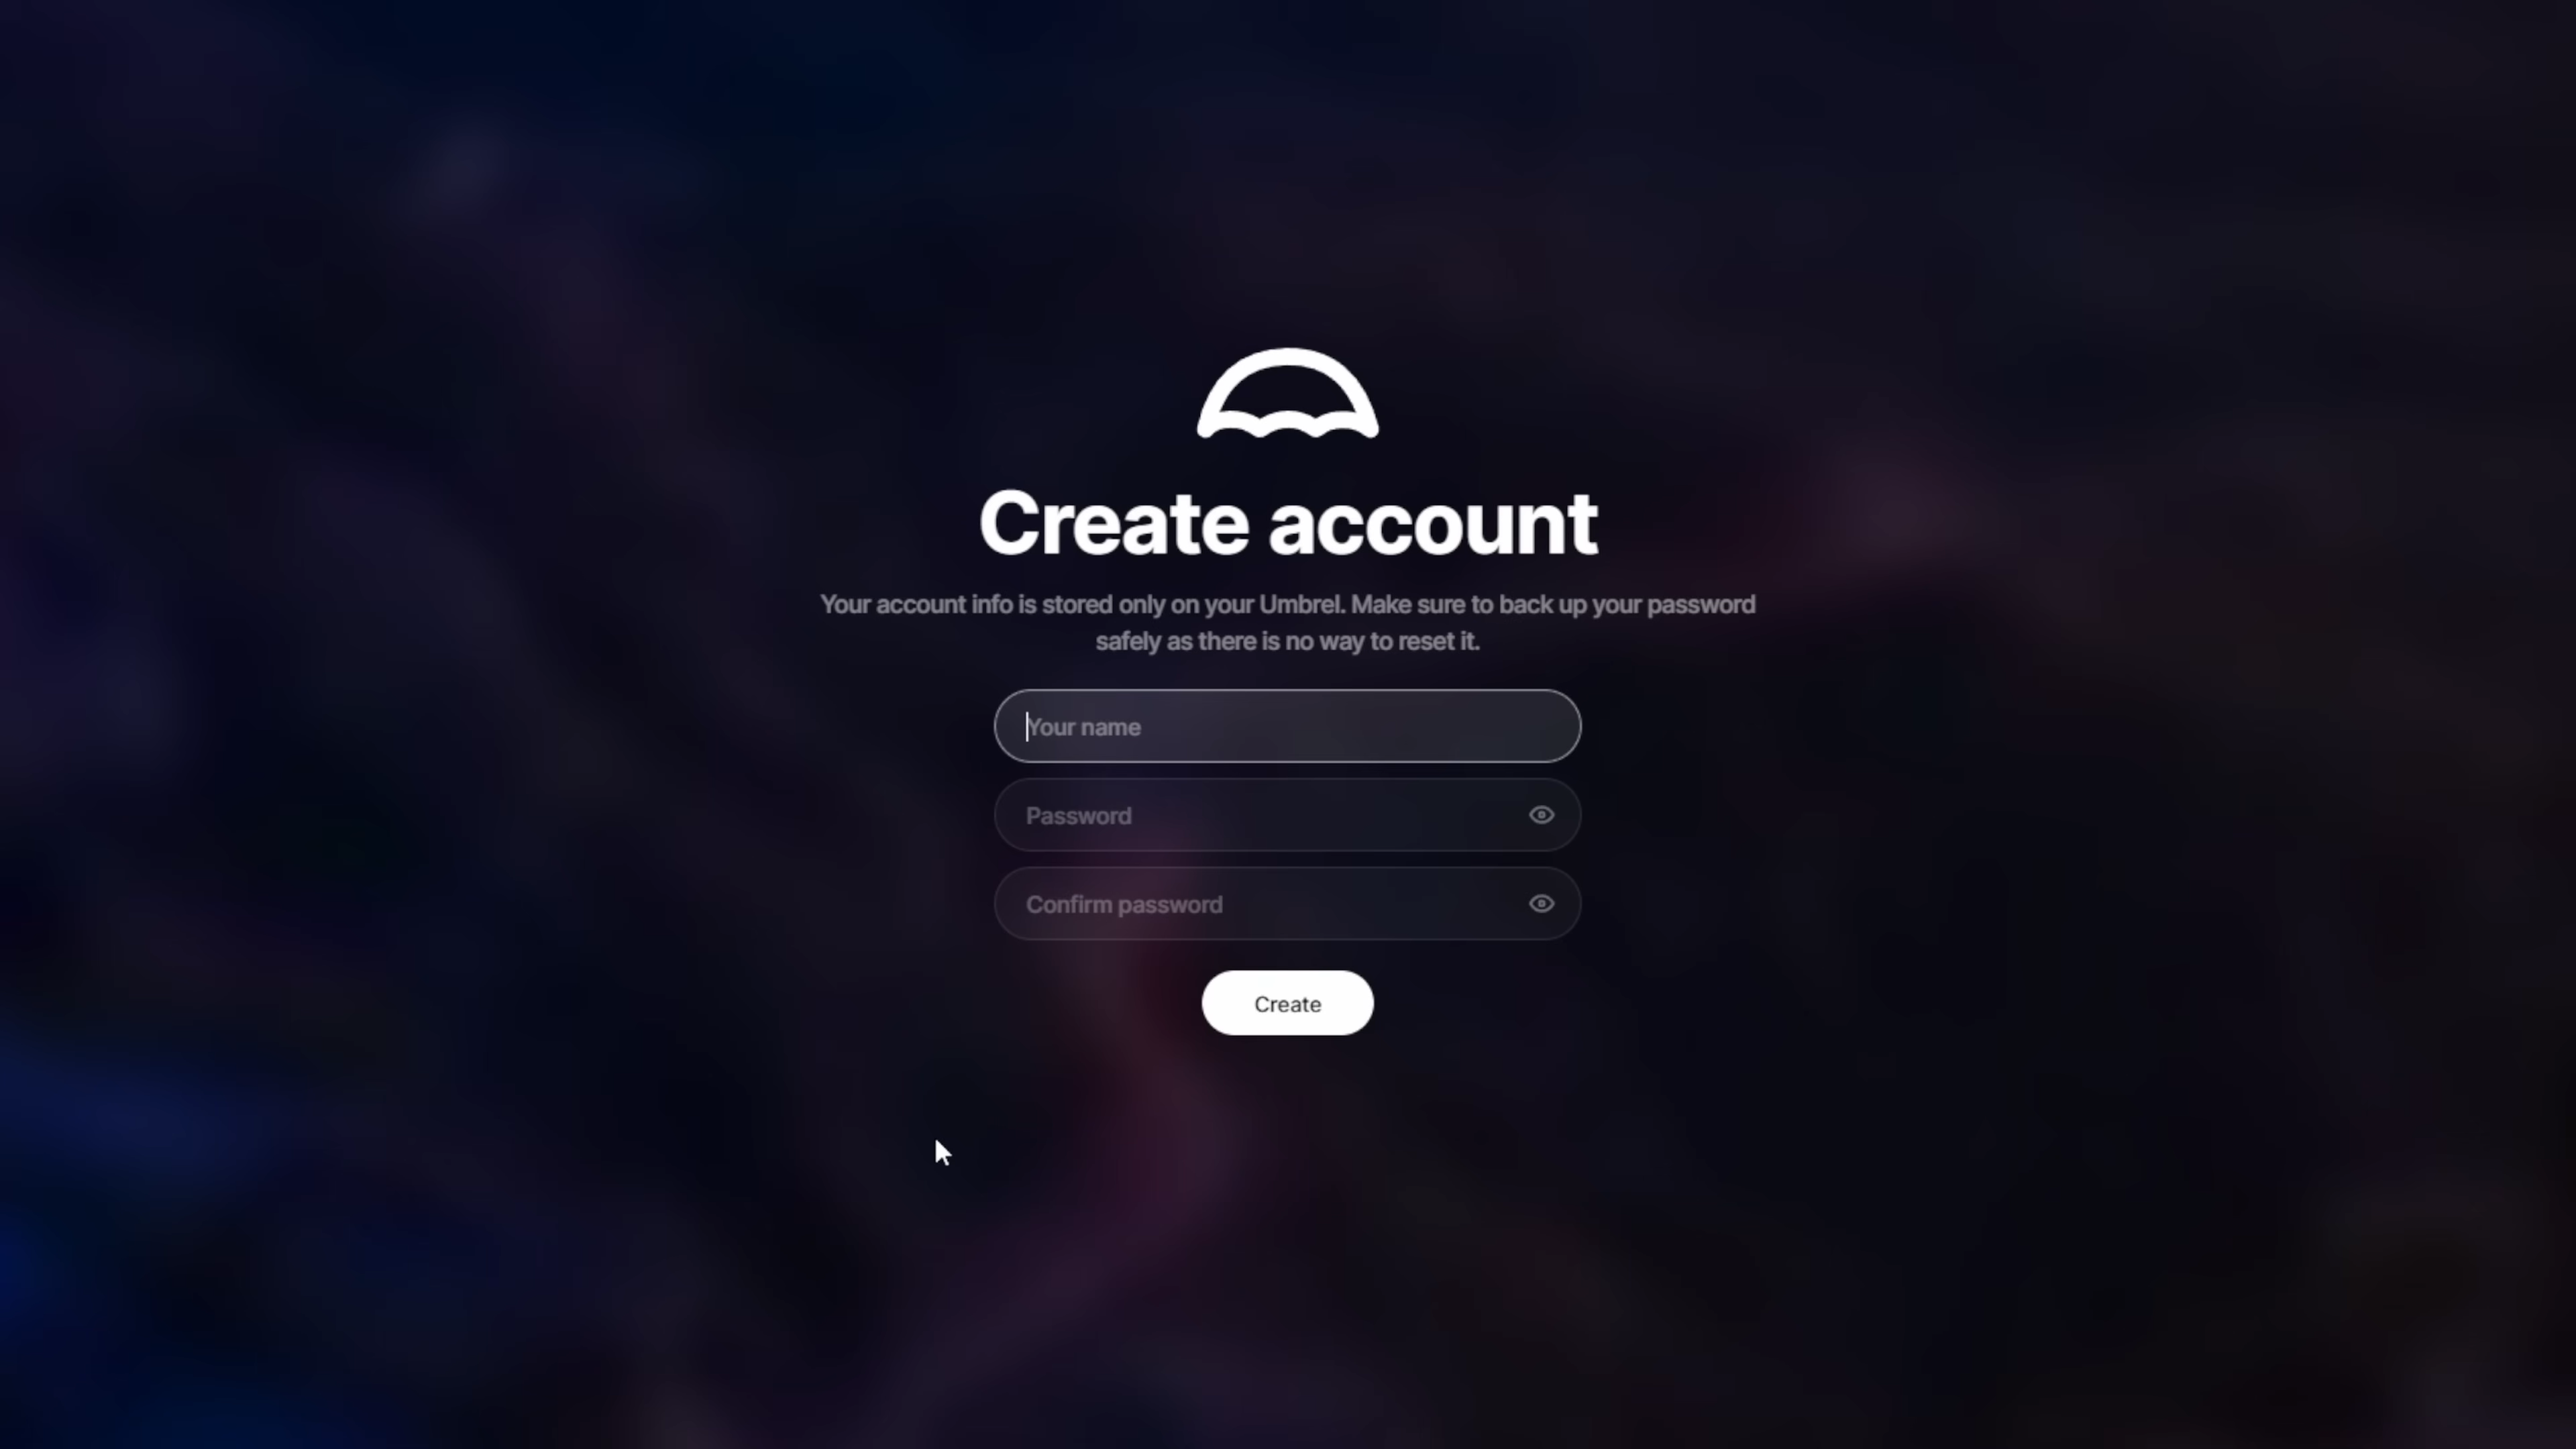 Create account
Your account info is stored only on your Umbrel. Make sure to back up your password
safely as there is no way to reset it.
Your name
Password
Confirm password
Create